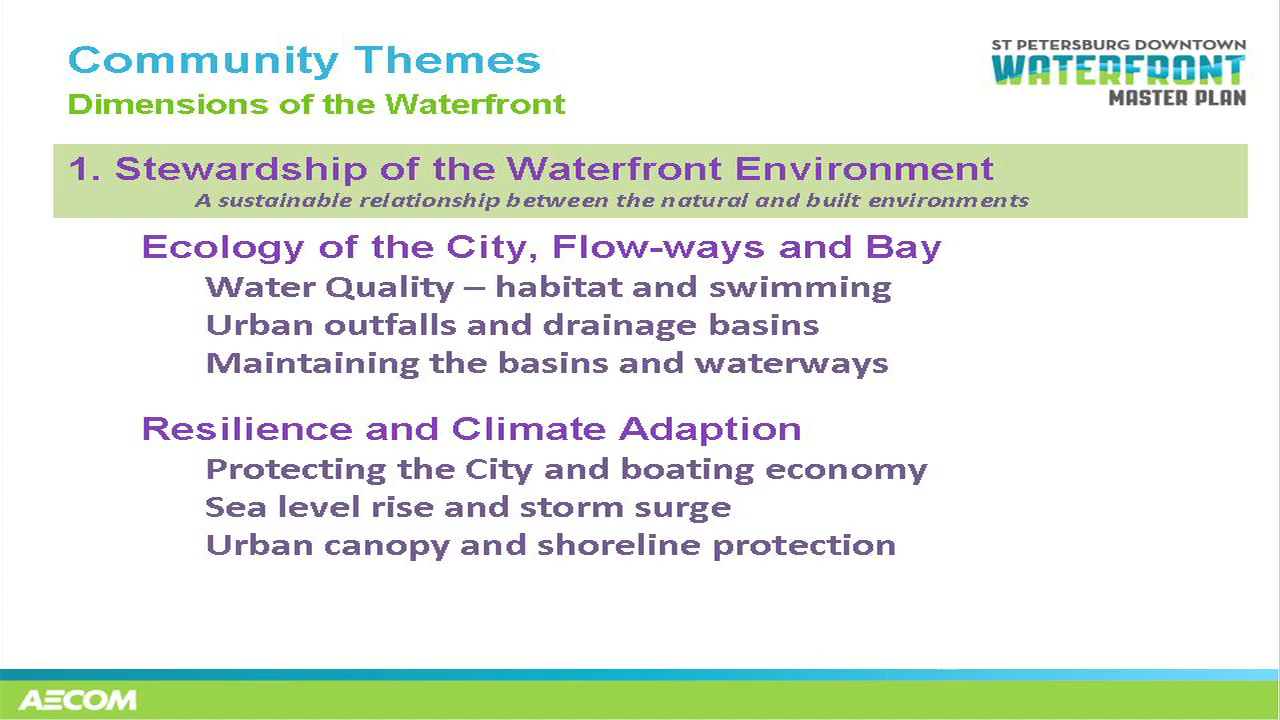 Community Themes
Dimensions of the Waterfront
ST PETERSBURG DOWNTOWN
WATERFRONT
MASTER PLAN
1. Stewardship of the Waterfront Environment
A sustainable relationship between the natural and built environments
Ecology of the City, Flow-ways and Bay
Water Quality – habitat and swimming
Urban outfalls and drainage basins
Maintaining the basins and waterways
Resilience and Climate Adaption
Protecting the City and boating economy
Sea level rise and storm surge
Urban canopy and shoreline protection
AECOM